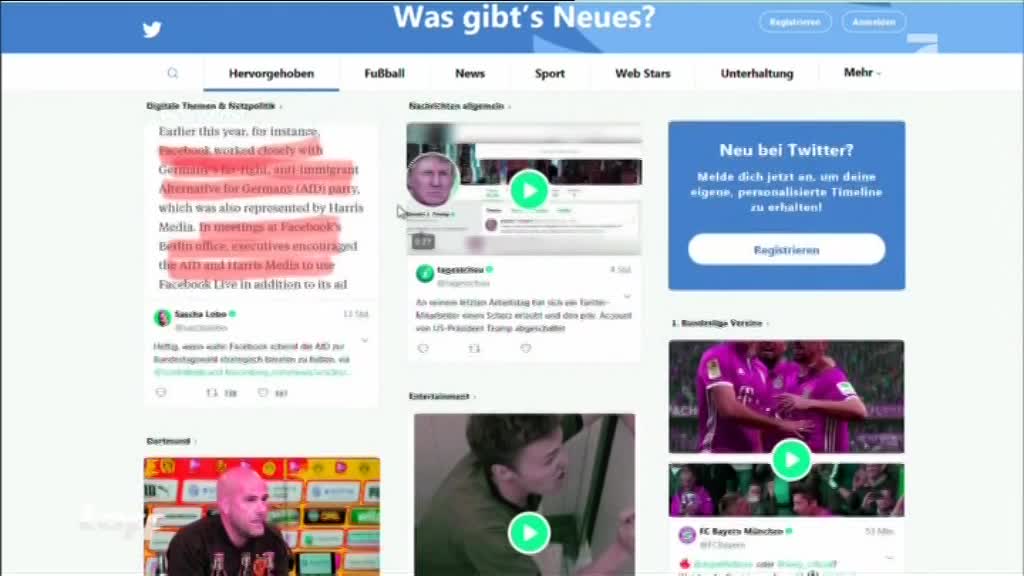 Was gibt's Neues?
Registrieren
Anmelden
Hervorgehoben
Fußball
News
Sport
Web Stars
Unterhaltung
Mehr
Digitale Themen & Netzpolitik
Earlier this year, for instance,
Facebook worked closely with
Germany's far-right, anti-immigrant
Alternative for Germany (AfD) party,
which was also represented by Harris
Media. In meetings at Facebook's
Berlin office, executives encouraged
the AfD and Harris Media to use
Facebook Live in addition to its ad
Sascha Lobo
@saschalobo
Heftig, wenn wahr: Facebook scheint die AfD zur
Bundestagswahl strategisch beraten zu haben, via
Nachrichten allgemein
Donald J. Trump
0:27
tagesschau
4 Std.
@tagesschau
An seinem letzten Arbeitstag hat sich ein Twitter-
Mitarbeiter einen Scherz erlaubt und den priv. Account
von US-Präsident Trump abgeschaltet
Neu bei Twitter?
Melde dich jetzt an, um deine
eigene, personalisierte Timeline
zu erhalten!
Registrieren
1. Bundesliga Vereine
FC Bayern München
53 Min.
@FCBayern
oder
Entertainment
Dortmund
7